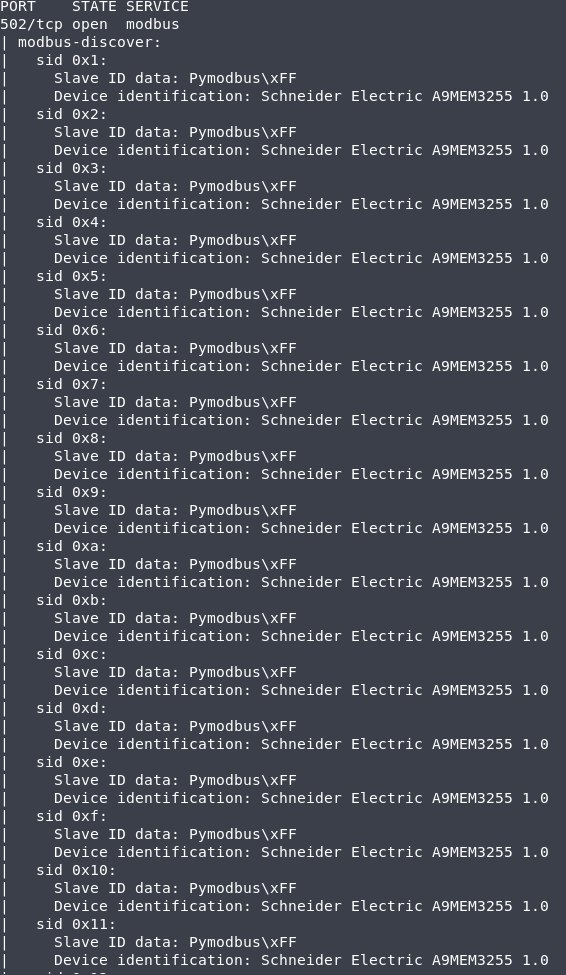 PORT    STATE SERVICE
502/tcp open  modbus
| modbus-discover:
|   sid 0x1:
|     Slave ID data: Pymodbus\xFF
|     Device identification: Schneider Electric A9MEM3255 1.0
|   sid 0x2:
|     Slave ID data: Pymodbus\xFF
|     Device identification: Schneider Electric A9MEM3255 1.0
|   sid 0x3:
|     Slave ID data: Pymodbus\xFF
|     Device identification: Schneider Electric A9MEM3255 1.0
|   sid 0x4:
|     Slave ID data: Pymodbus\xFF
|     Device identification: Schneider Electric A9MEM3255 1.0
|   sid 0x5:
|     Slave ID data: Pymodbus\xFF
|     Device identification: Schneider Electric A9MEM3255 1.0
|   sid 0x6:
|     Slave ID data: Pymodbus\xFF
|     Device identification: Schneider Electric A9MEM3255 1.0
|   sid 0x7:
|     Slave ID data: Pymodbus\xFF
|     Device identification: Schneider Electric A9MEM3255 1.0
|   sid 0x8:
|     Slave ID data: Pymodbus\xFF
|     Device identification: Schneider Electric A9MEM3255 1.0
|   sid 0x9:
|     Slave ID data: Pymodbus\xFF
|     Device identification: Schneider Electric A9MEM3255 1.0
|   sid 0xa:
|     Slave ID data: Pymodbus\xFF
|     Device identification: Schneider Electric A9MEM3255 1.0
|   sid 0xb:
|     Slave ID data: Pymodbus\xFF
|     Device identification: Schneider Electric A9MEM3255 1.0
|   sid 0xc:
|     Slave ID data: Pymodbus\xFF
|     Device identification: Schneider Electric A9MEM3255 1.0
|   sid 0xd:
|     Slave ID data: Pymodbus\xFF
|     Device identification: Schneider Electric A9MEM3255 1.0
|   sid 0xe:
|     Slave ID data: Pymodbus\xFF
|     Device identification: Schneider Electric A9MEM3255 1.0
|   sid 0xf:
|     Slave ID data: Pymodbus\xFF
|     Device identification: Schneider Electric A9MEM3255 1.0
|   sid 0x10:
|     Slave ID data: Pymodbus\xFF
|     Device identification: Schneider Electric A9MEM3255 1.0
|   sid 0x11:
|     Slave ID data: Pymodbus\xFF
|     Device identification: Schneider Electric A9MEM3255 1.0